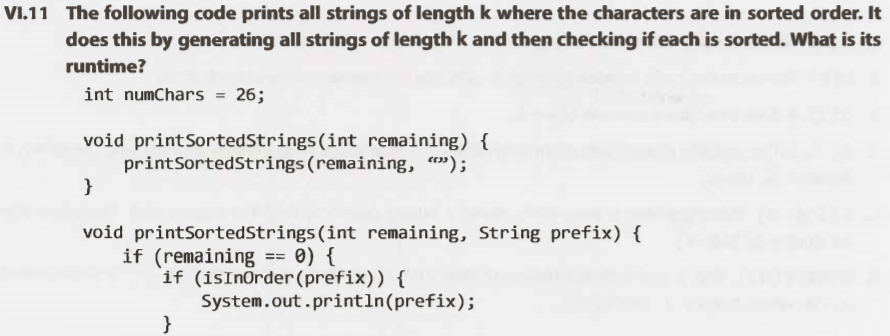 VI.11 The following code prints all strings of length k where the characters are in sorted order. It
does this by generating all strings of length k and then checking if each is sorted. What is its
runtime?
int numChars = 26;
void printSortedStrings(int remaining) {
printSortedStrings(remaining, “”);
}
void printSortedStrings(int remaining, String prefix) {
if (remaining == 0) {
if (isInOrder(prefix)) {
System.out.println(prefix);
}